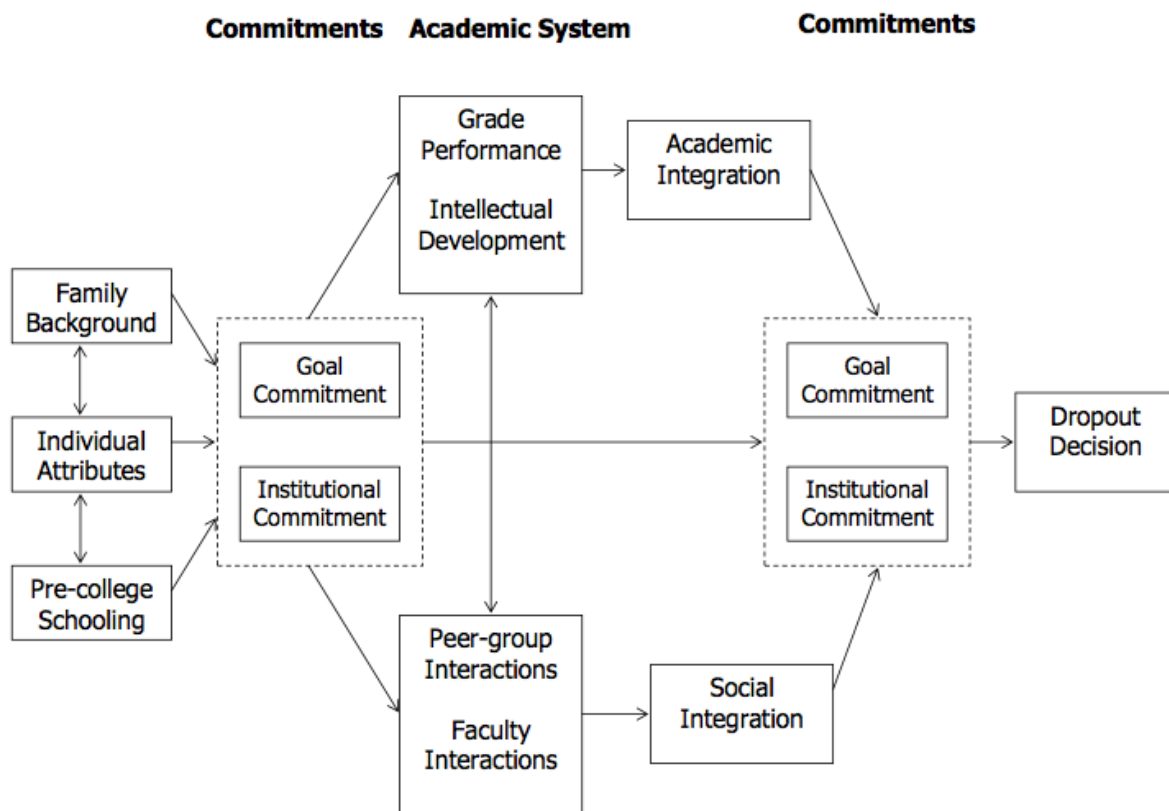 Commitments
Academic System
Commitments
Grade
Performance
Intellectual
Development
Academic
Integration
Family
Background
Individual
Attributes
Pre-college
Schooling
Goal
Commitment
Institutional
Commitment
Goal
Commitment
Institutional
Commitment
Dropout
Decision
Peer-group
Interactions
Faculty
Interactions
Social
Integration